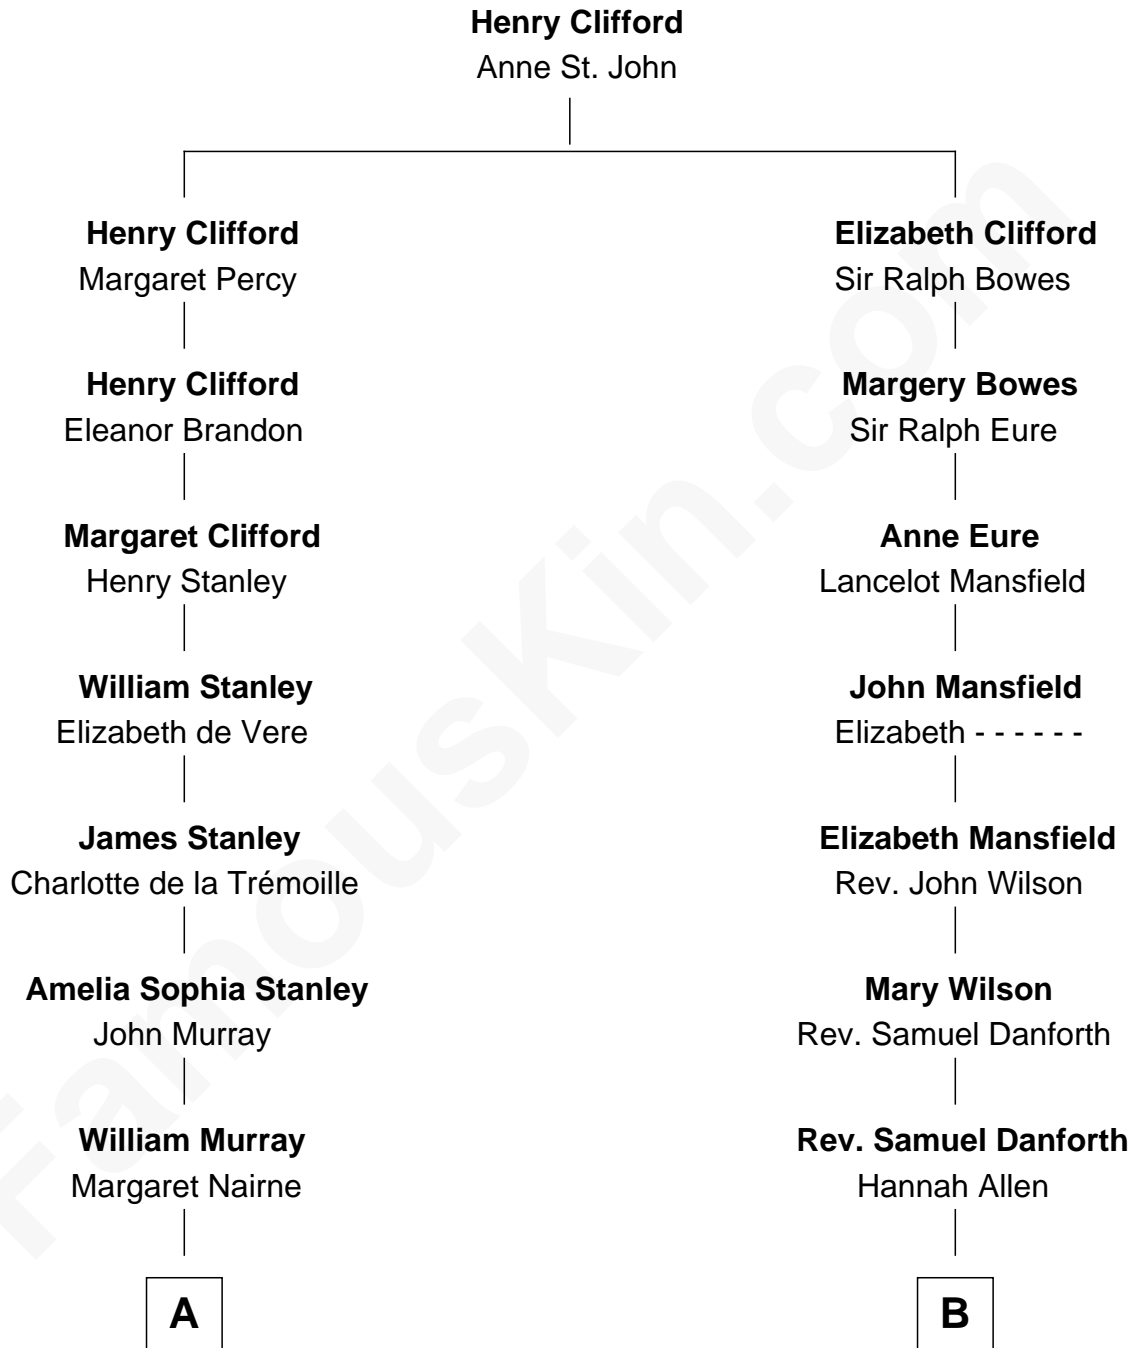 Henry Clifford
Anne St. John
Henry Clifford
Margaret Percy
Henry Clifford
Eleanor Brandon
Margaret Clifford
Henry Stanley
William Stanley
Elizabeth de Vere
James Stanley
Charlotte de la Trémoille
Amelia Sophia Stanley
John Murray
William Murray
Margaret Nairne
A
Elizabeth Clifford
Sir Ralph Bowes
Margery Bowes
Sir Ralph Eure
Anne Eure
Lancelot Mansfield
John Mansfield
Elizabeth - - - - - -
Elizabeth Mansfield
Rev. John Wilson
Mary Wilson
Rev. Samuel Danforth
Rev. Samuel Danforth
Hannah Allen
B
FamousKin.com